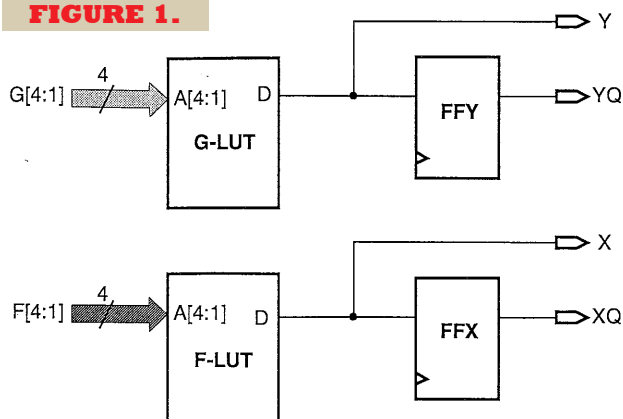 FIGURE 1.
Y
4
G[4:1] A[4:1] D YQ
FFY
G-LUT
X
4
F[4:1] A[4:1] D XQ
FFX
F-LUT